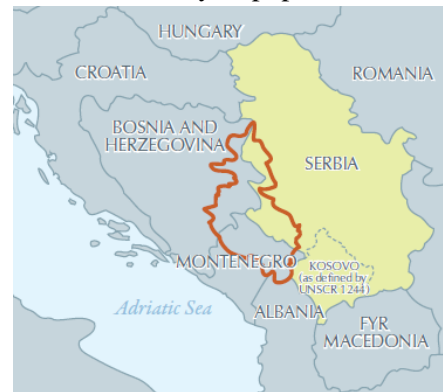 HUNGARY
CROATIA
ROMANIA
BOSNIA AND
HERZEGOVINA
SERBIA
MONTENEGRO
KOSOVO
(as defined by
UNSCR 1244)
Adriatic Sea
ALBANIA
FYR
MACEDONIA